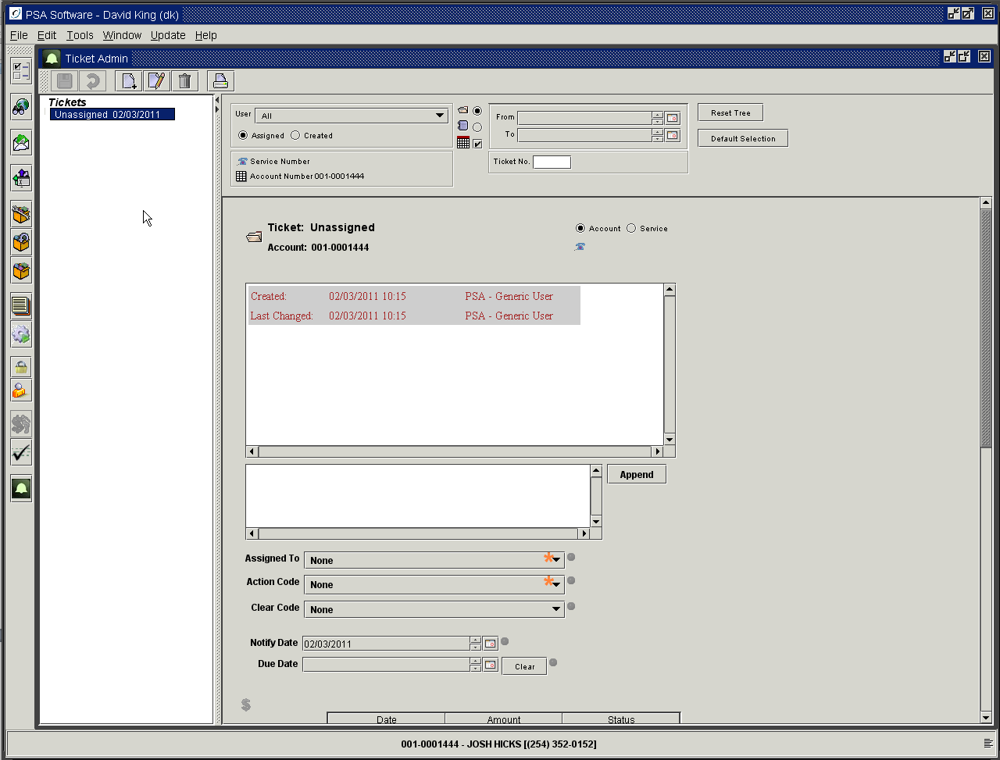 PSA Software - David King (dk)
File Edit Tools Window Update Help
Ticket Admin
Tickets
Unassigned 02/03/2011
User All
Assigned Created
Service Number
Account Number 001-0001444
From
To
Ticket No.
Reset Tree
Default Selection
Ticket: Unassigned
Account: 001-0001444
Account Service
Created: 02/03/2011 10:15 PSA - Generic User
Last Changed: 02/03/2011 10:15 PSA - Generic User
Append
Assigned To None
Action Code None
Clear Code None
Notify Date 02/03/2011
Due Date Clear
$
Date Amount Status
001-0001444 - JOSH HICKS [(254) 352-0152]